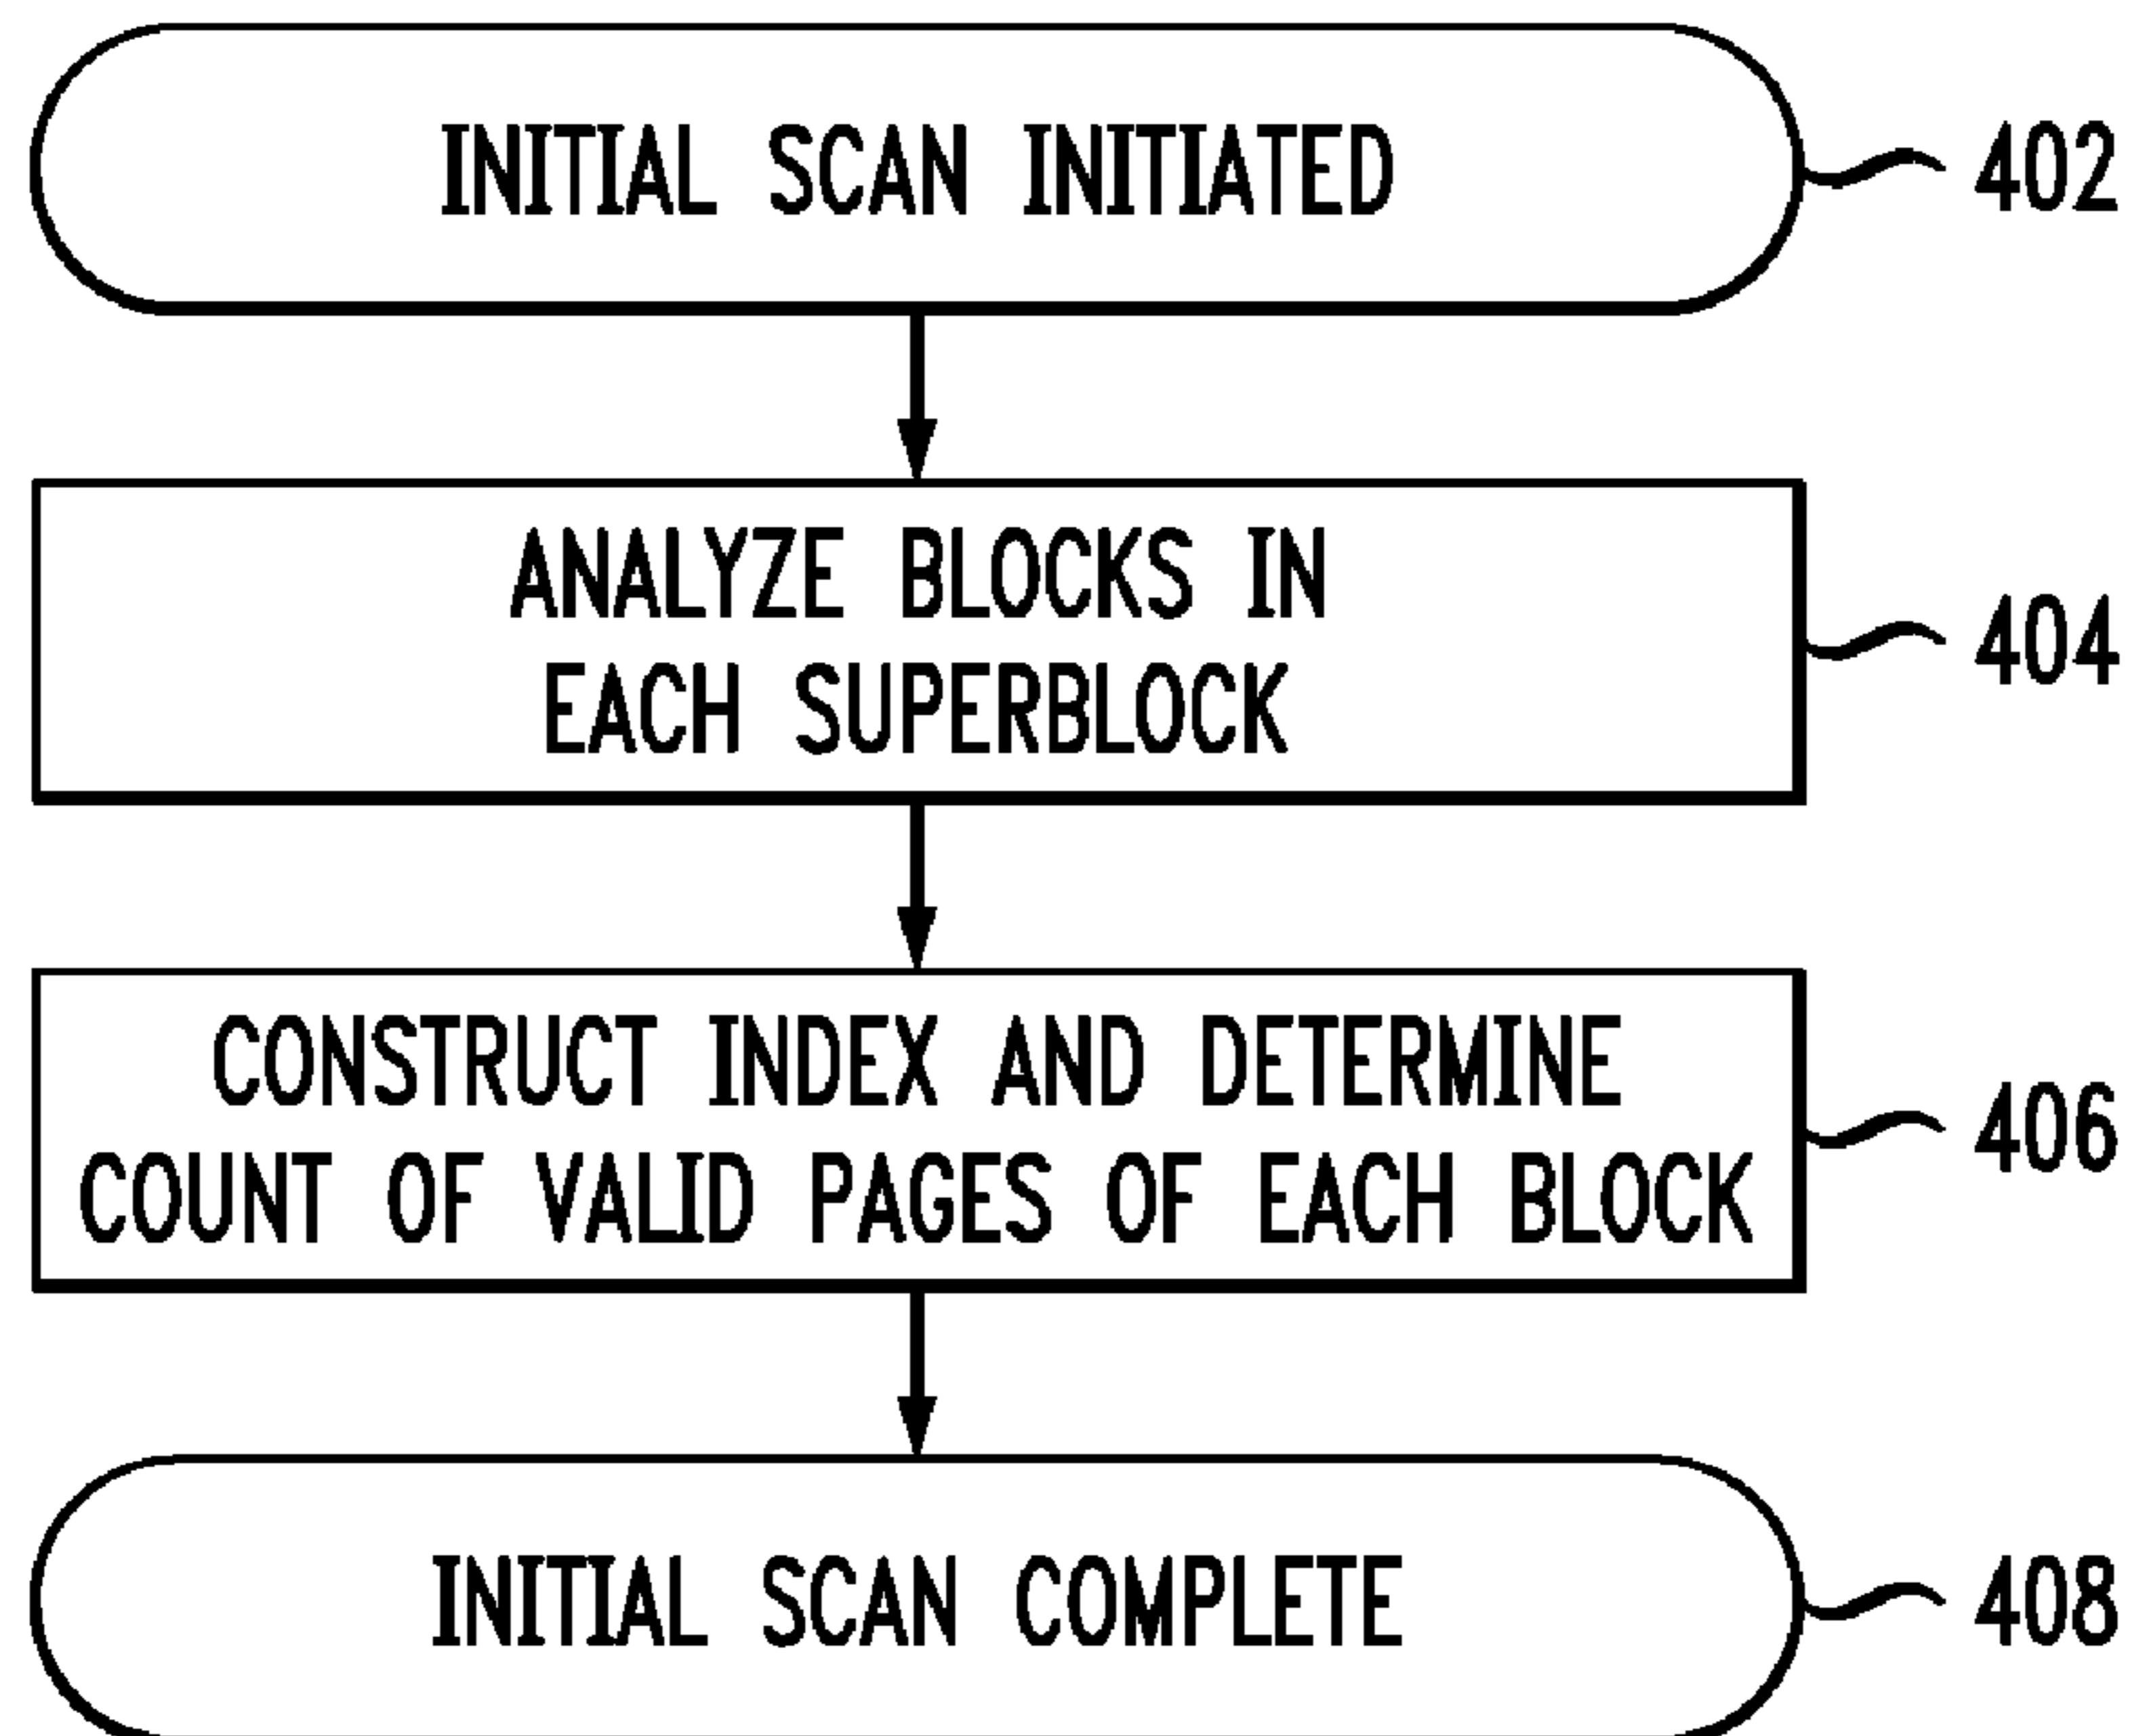 INITIAL SCAN INITIATED
402
ANALYZE BLOCKS IN
EACH SUPERBLOCK
404
CONSTRUCT INDEX AND DETERMINE
COUNT OF VALID PAGES OF EACH BLOCK
406
INITIAL SCAN COMPLETE
408